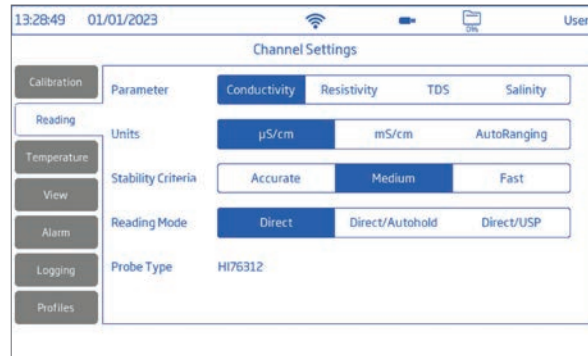 13:28:49 01/01/2023 0% User
Channel Settings
Calibration
Reading
Temperature
View
Alarm
Logging
Profiles
Parameter Conductivity Resistivity TDS Salinity
Units µS/cm mS/cm AutoRanging
Stability Criteria Accurate Medium Fast
Reading Mode Direct Direct/Autohold Direct/USP
Probe Type HI76312